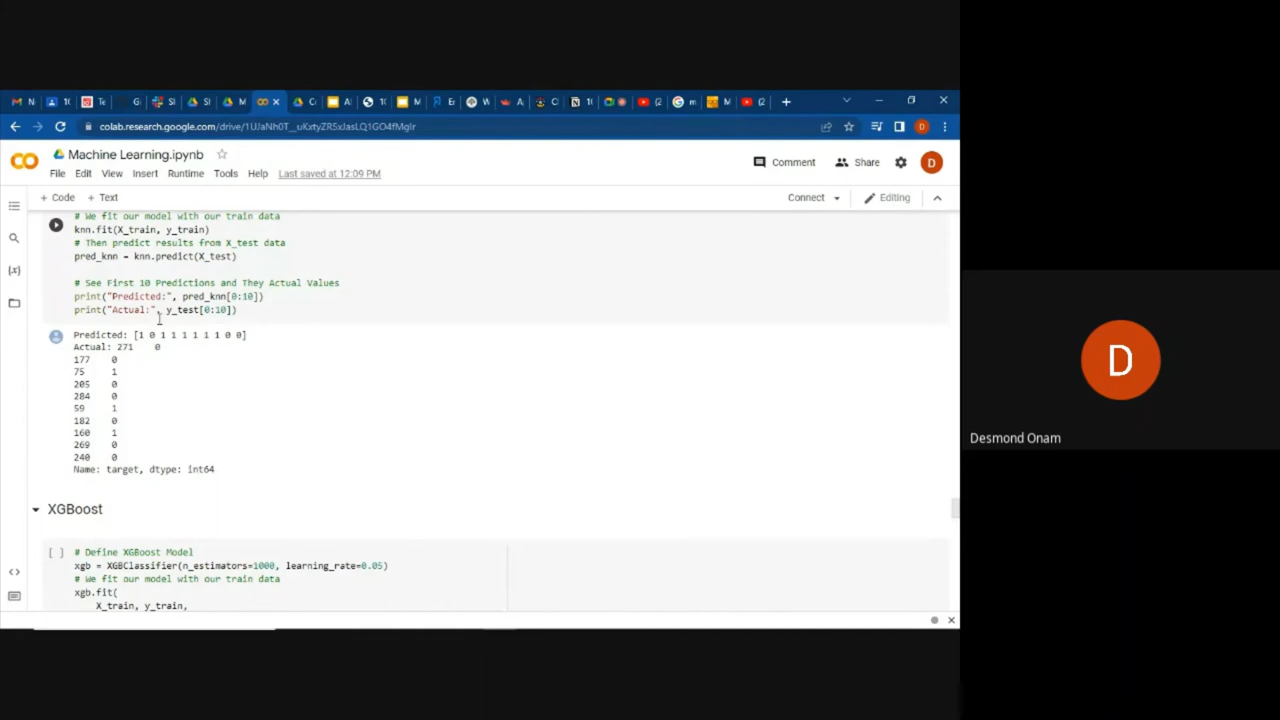 colab.research.google.com/drive/
Machine Learning.ipynb
File Edit View Insert Runtime Tools Help Last saved at 12:09 PM
Comment Share D
+ Code + Text Connect Editing
# We fit our model with our train data
knn.fit(X_train, y_train)
# Then predict results from X_test data
pred_knn = knn.predict(X_test)
# See First 10 Predictions and They Actual Values
print("Predicted:", pred_knn[0:10])
print("Actual:", y_test[0:10])
Predicted: [1 0 1 1 1 1 1 1 0 0]
Actual: 271 0
177 0
75 1
205 0
284 0
59 1
182 0
160 1
269 0
240 0
Name: target, dtype: int64
XGBoost
[ ] # Define XGBoost Model
xgb = XGBClassifier(n_estimators=1000, learning_rate=0.05)
# We fit our model with our train data
xgb.fit(
X_train, y_train,
D
Desmond Onam